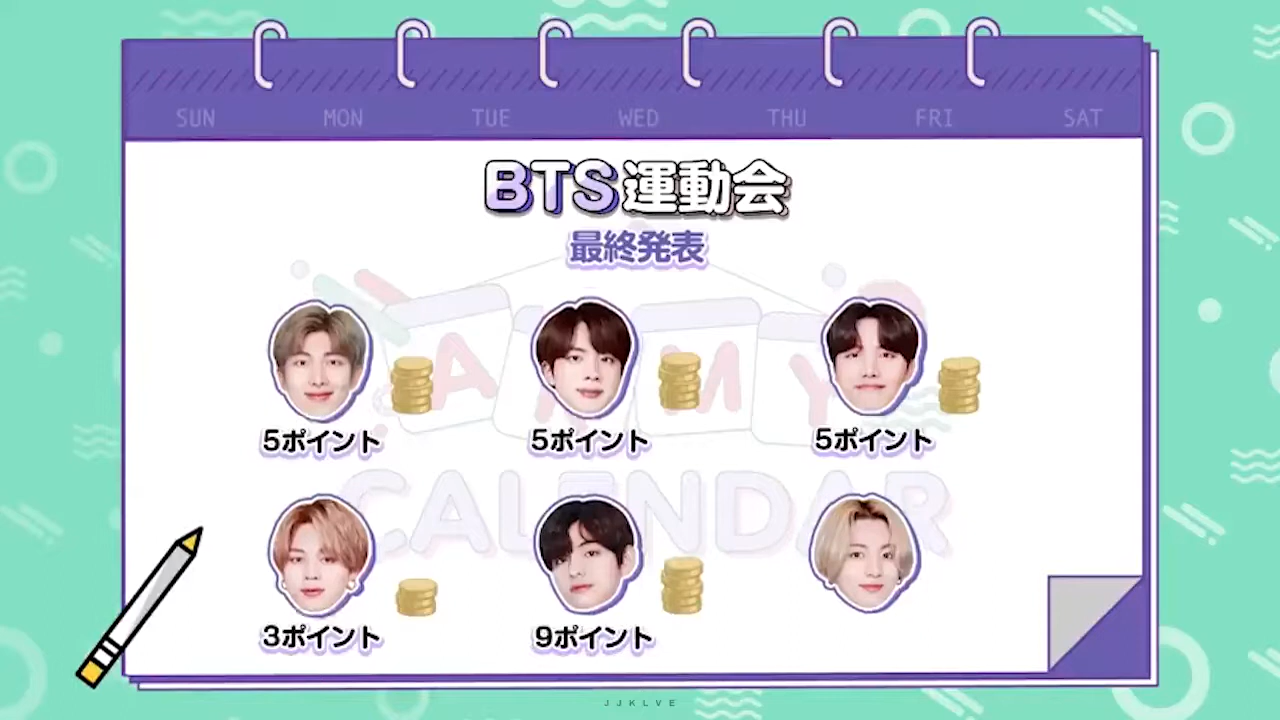 SUN MON TUE WED THU FRI SAT
BTS運動会
最終発表
ARMY
CALENDAR
5ポイント 5ポイント 5ポイント
3ポイント 9ポイント
JJKLVE